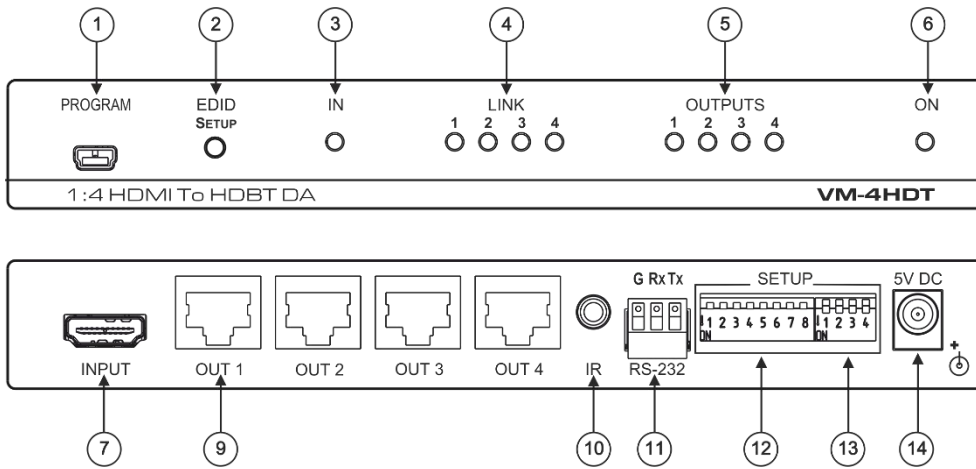 1 2 3 4 5 6
PROGRAM EDID SETUP IN LINK OUTPUTS ON
1 2 3 4 1 2 3 4
1:4 HDMI To HDBT DA VM-4HDT
G Rx Tx SETUP 5V DC
1 2 3 4 5 6 7 8 1 2 3 4
ON ON
+
INPUT OUT 1 OUT 2 OUT 3 OUT 4 IR RS-232
7 9 10 11 12 13 14